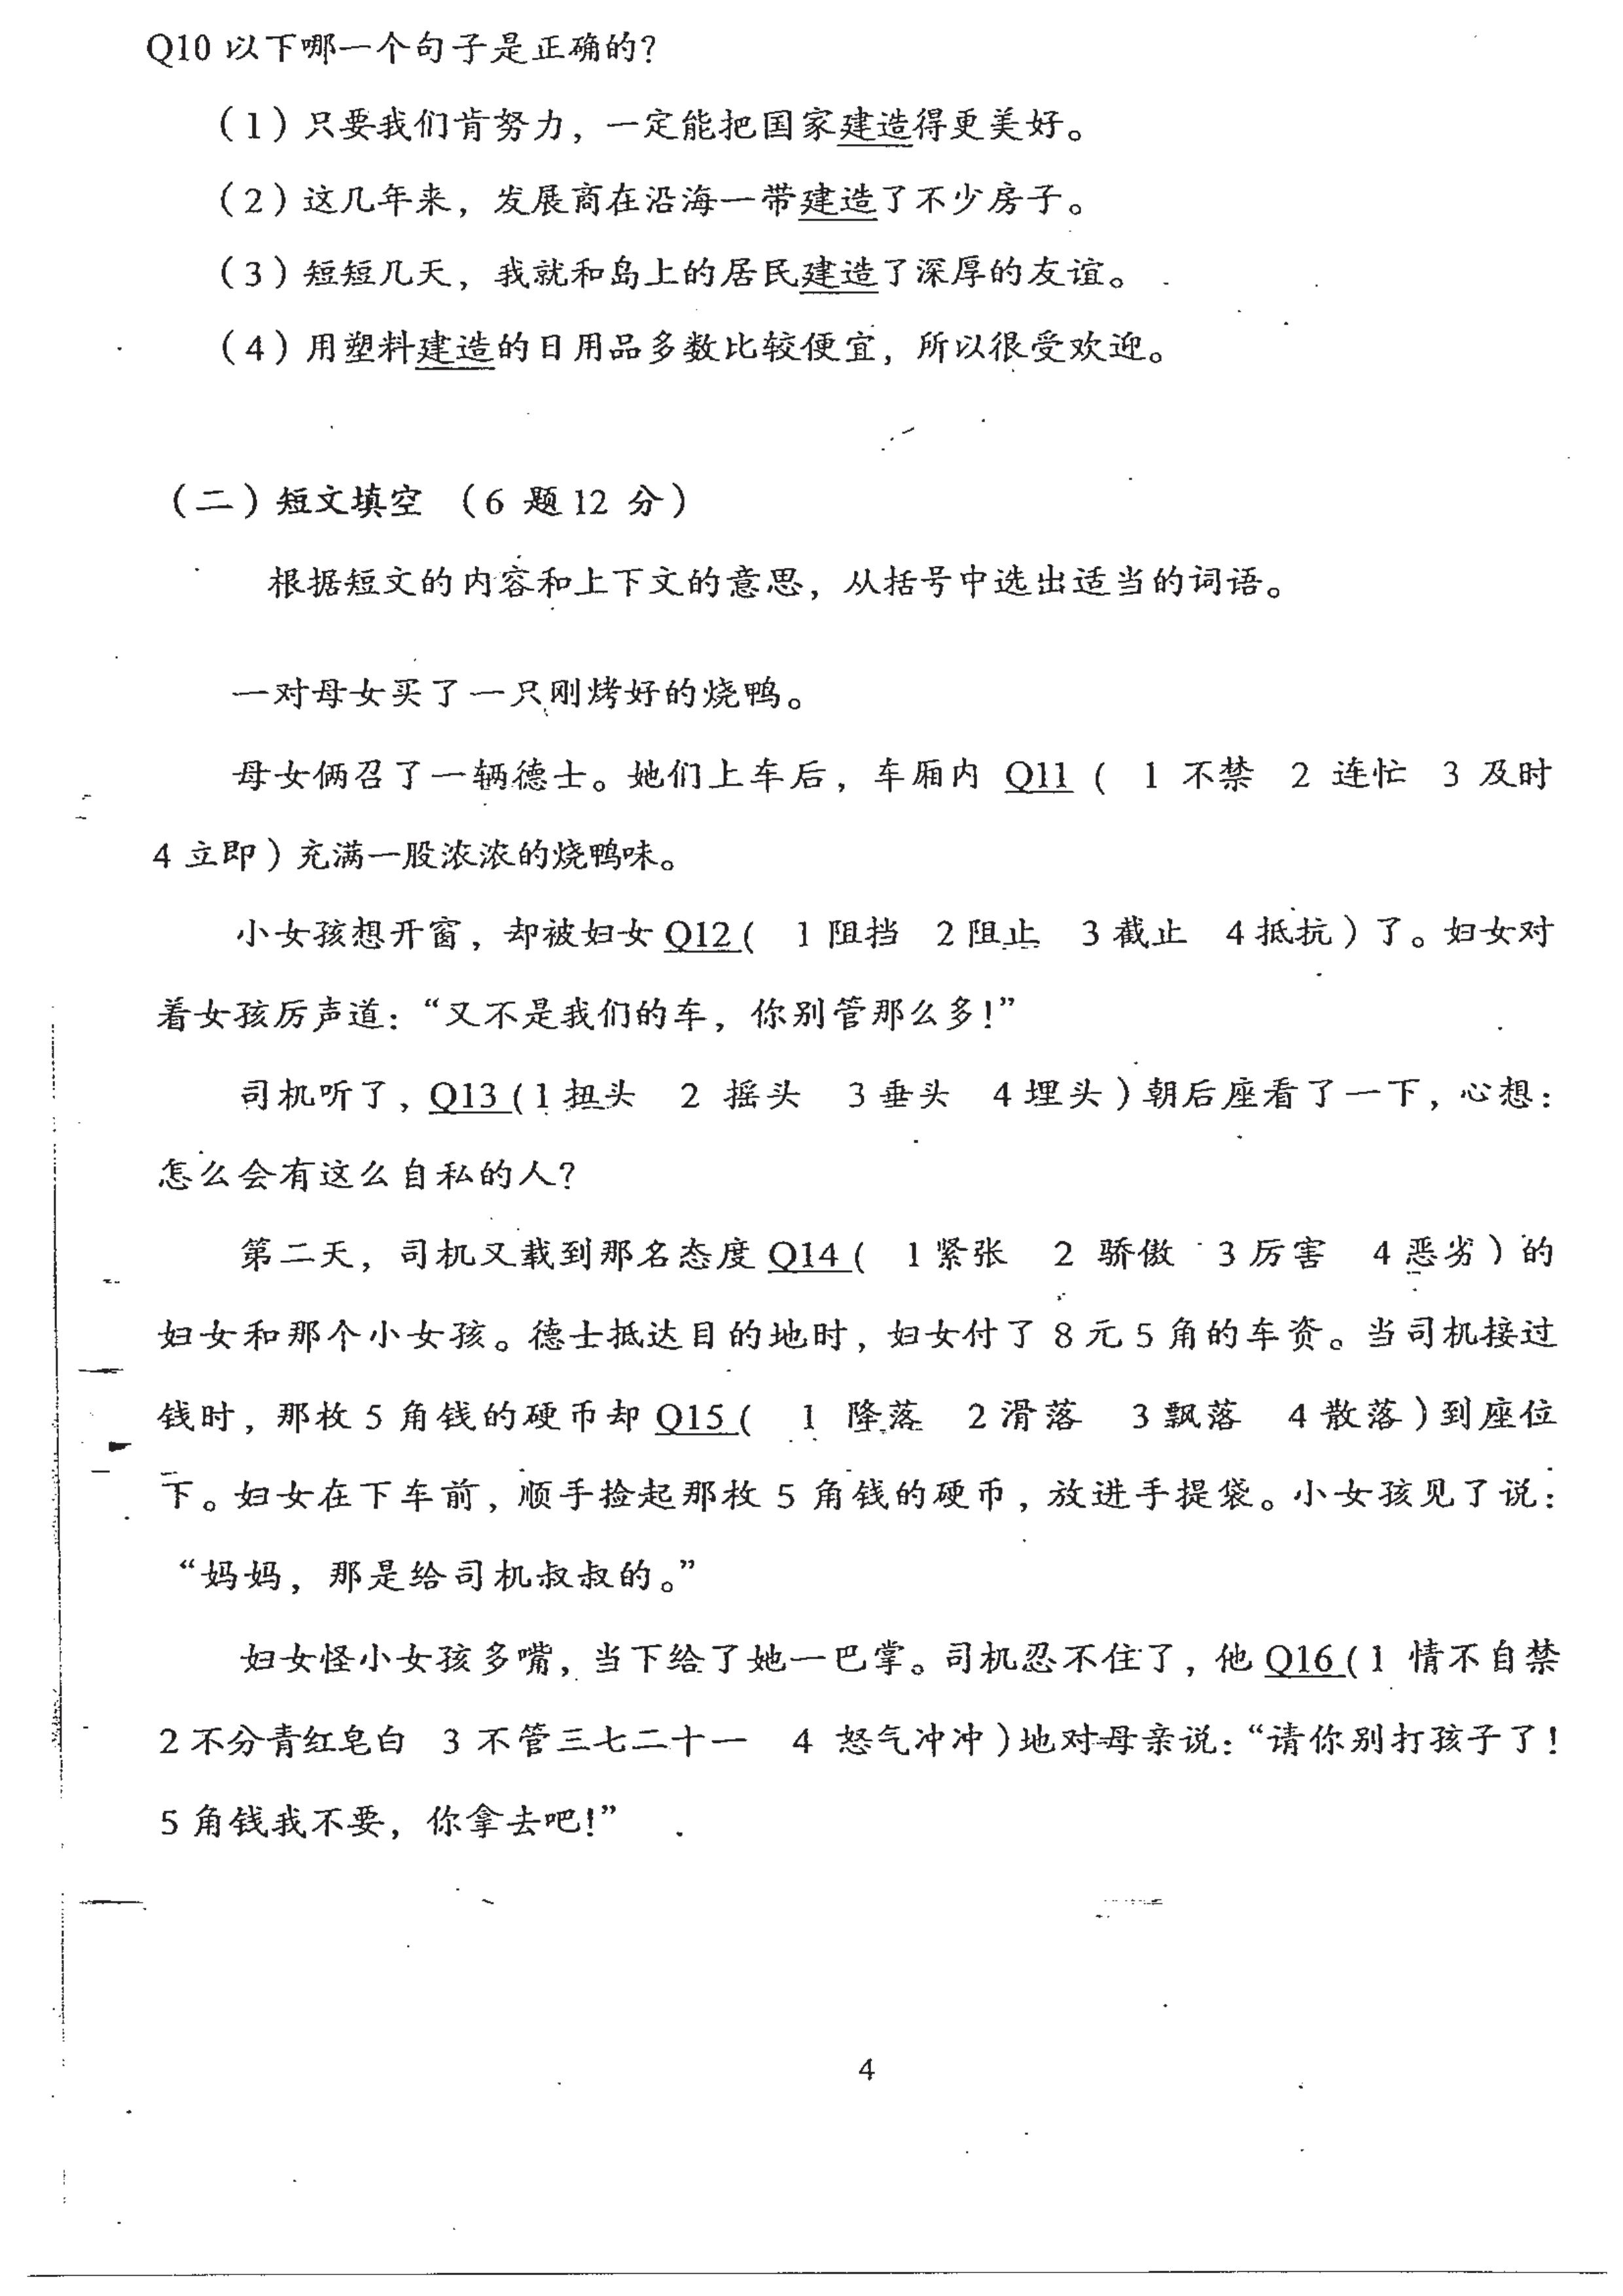 Q10 以下哪一个句子是正确的?
（1）只要我们肯努力，一定能把国家建造得更美好。
（2）这几年来，发展商在沿海一带建造了不少房子。
（3）短短几天，我就和岛上的居民建造了深厚的友谊。
（4）用塑料建造的日用品多数比较便宜，所以很受欢迎。
（二）短文填空 （6 题 12 分）
根据短文的内容和上下文的意思，从括号中选出适当的词语。
一对母女买了一只刚烤好的烧鸭。
母女俩召了一辆德士。她们上车后，车厢内 Q11 ( 1 不禁 2 连忙 3 及时
4 立即) 充满一股浓浓的烧鸭味。
小女孩想开窗，却被妇女 Q12 ( 1 阻挡 2 阻止 3 截止 4 抵抗) 了。妇女对
着女孩厉声道：“又不是我们的车，你别管那么多!”
司机听了，Q13 (1 扭头 2 摇头 3 垂头 4 埋头) 朝后座看了一下，心想：
怎么会有这么自私的人?
第二天，司机又载到那名态度 Q14 ( 1 紧张 2 骄傲 3 厉害 4 恶劣) 的
妇女和那个小女孩。德士抵达目的地时，妇女付了 8 元 5 角的车资。当司机接过
钱时，那枚 5 角钱的硬币却 Q15 ( 1 降落 2 滑落 3 飘落 4 散落) 到座位
下。妇女在下车前，顺手捡起那枚 5 角钱的硬币，放进手提袋。小女孩见了说：
“妈妈，那是给司机叔叔的。”
妇女怪小女孩多嘴，当下给了她一巴掌。司机忍不住了，他 Q16 (1 情不自禁
2 不分青红皂白 3 不管三七二十一 4 怒气冲冲) 地对母亲说：“请你别打孩子了!
5 角钱我不要，你拿去吧!”
4